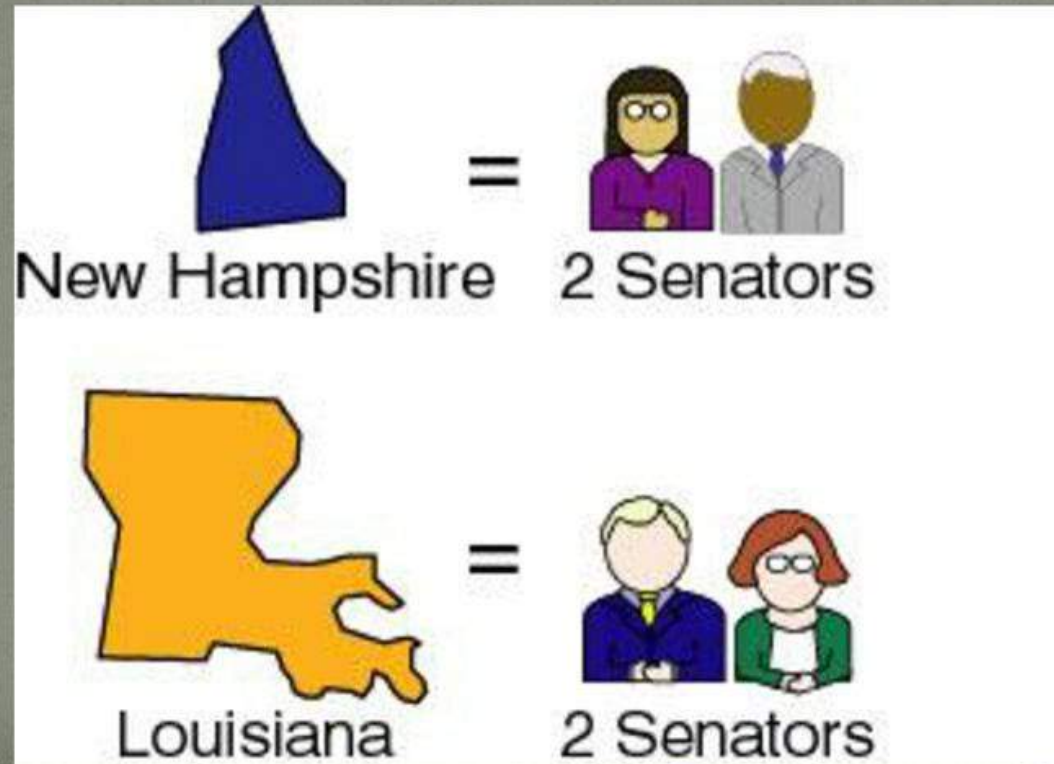 =
New Hampshire 2 Senators
=
Louisiana 2 Senators